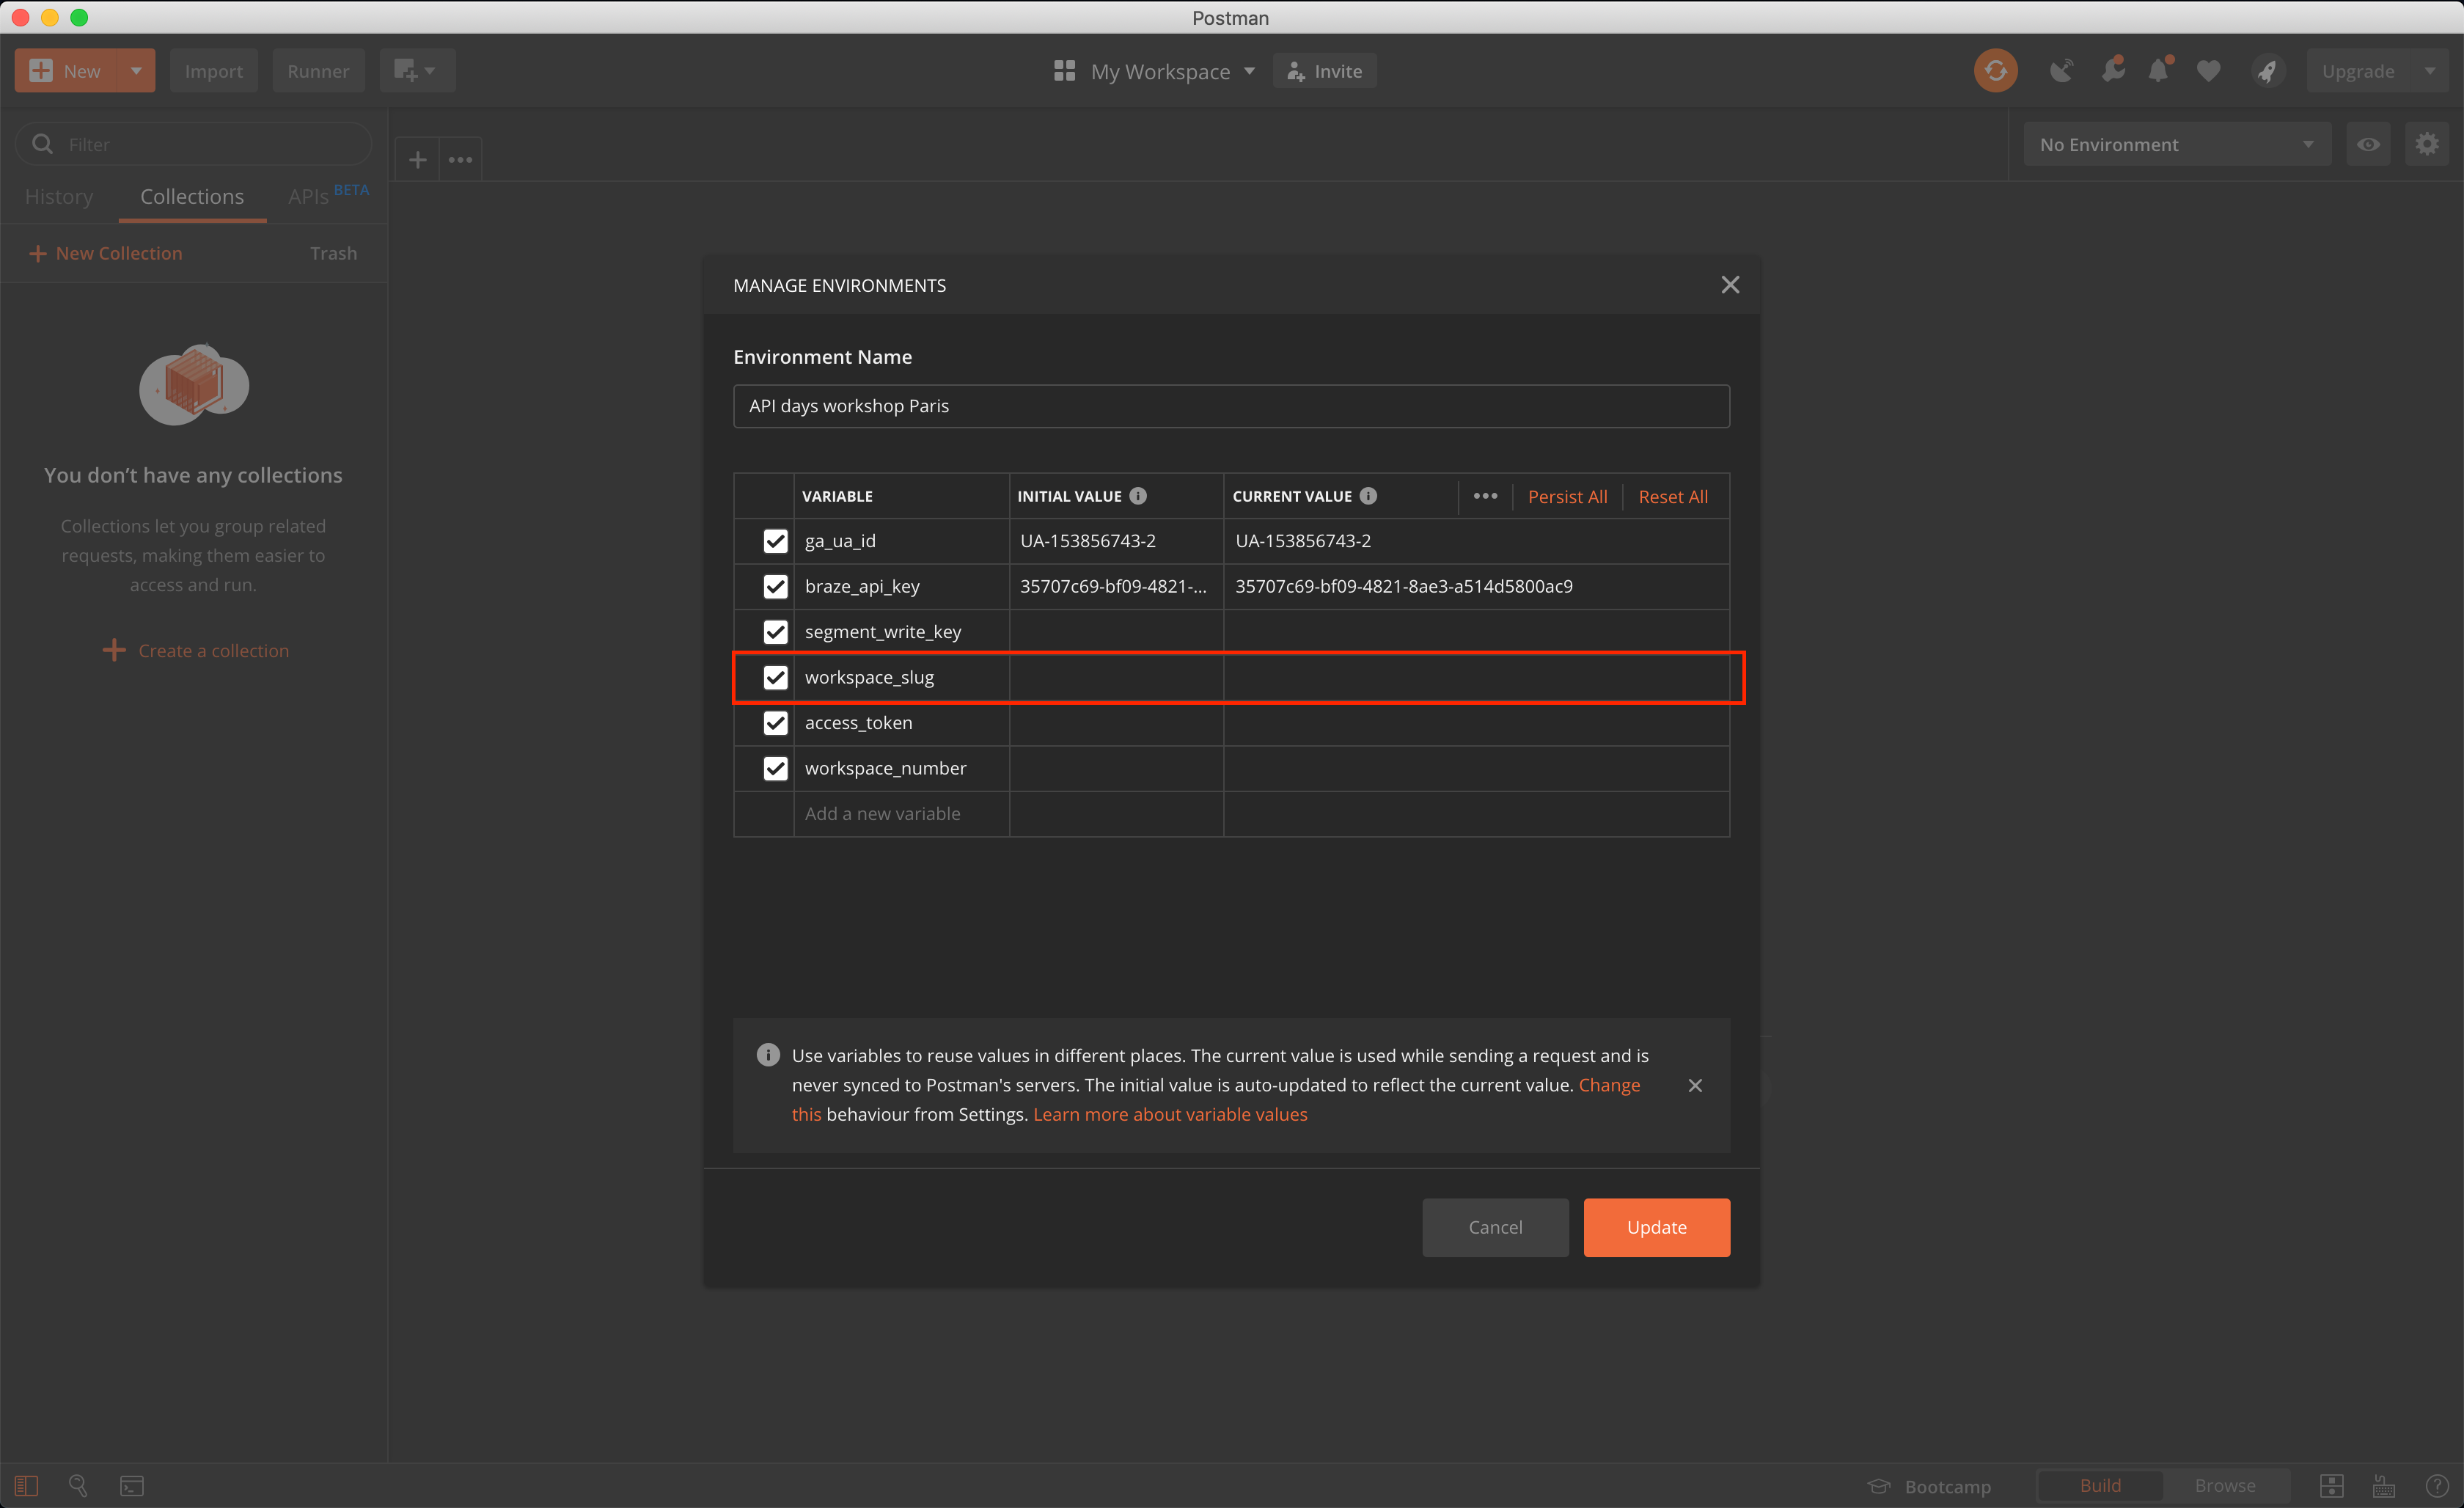 Postman
New
Import
Runner
My Workspace
Invite
Upgrade
Filter
No Environment
History
Collections
APIs BETA
New Collection
Trash
You don’t have any collections
Collections let you group related
requests, making them easier to
access and run.
Create a collection
MANAGE ENVIRONMENTS
Environment Name
API days workshop Paris
VARIABLE INITIAL VALUE CURRENT VALUE Persist All Reset All
ga_ua_id UA-153856743-2 UA-153856743-2
braze_api_key 35707c69-bf09-4821-... 35707c69-bf09-4821-8ae3-a514d5800ac9
segment_write_key
workspace_slug
access_token
workspace_number
Add a new variable
Use variables to reuse values in different places. The current value is used while sending a request and is
never synced to Postman's servers. The initial value is auto-updated to reflect the current value. Change
this behaviour from Settings. Learn more about variable values
Cancel
Update
Bootcamp
Build
Browse